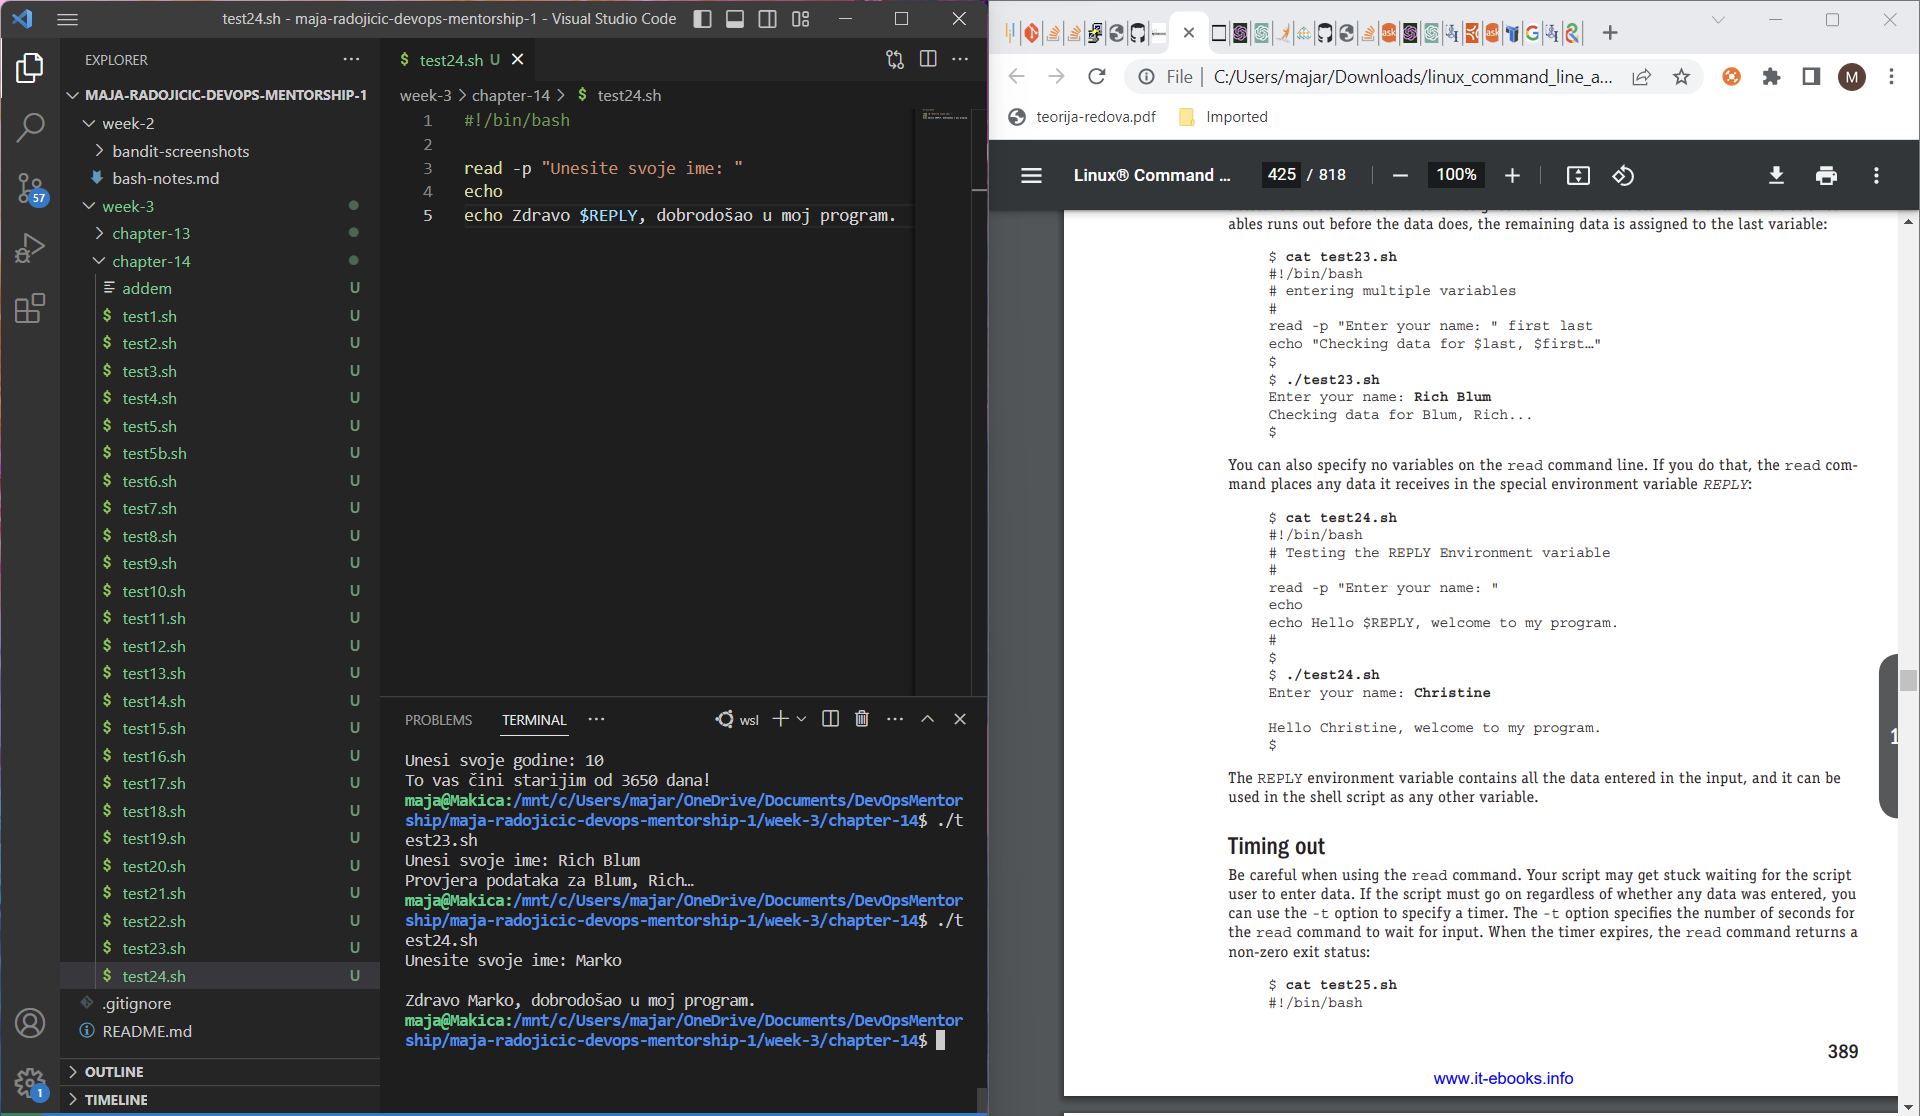 test24.sh - maja-radojicic-devops-mentorship-1 - Visual Studio Code
EXPLORER
MAJA-RADOJICIC-DEVOPS-MENTORSHIP-1
week-2
bandit-screenshots
bash-notes.md
57
week-3
chapter-13
chapter-14
addem U
$ test1.sh U
$ test2.sh U
$ test3.sh U
$ test4.sh U
$ test5.sh U
$ test5b.sh U
$ test6.sh U
$ test7.sh U
$ test8.sh U
$ test9.sh U
$ test10.sh U
$ test11.sh U
$ test12.sh U
$ test13.sh U
$ test14.sh U
$ test15.sh U
$ test16.sh U
$ test17.sh U
$ test18.sh U
$ test19.sh U
$ test20.sh U
$ test21.sh U
$ test22.sh U
$ test23.sh U
$ test24.sh U
.gitignore
README.md
OUTLINE
1
TIMELINE
$ test24.sh U
week-3 > chapter-14 > $ test24.sh
1 #!/bin/bash
2
3 read -p "Unesite svoje ime: "
4 echo
5 echo Zdravo $REPLY, dobrodošao u moj program.
PROBLEMS TERMINAL
wsl
Unesi svoje godine: 10
To vas čini starijim od 3650 dana!
maja@Makica:/mnt/c/Users/majar/OneDrive/Documents/DevOpsMentor
ship/maja-radojicic-devops-mentorship-1/week-3/chapter-14$ ./t
est23.sh
Unesi svoje ime: Rich Blum
Provjera podataka za Blum, Rich…
maja@Makica:/mnt/c/Users/majar/OneDrive/Documents/DevOpsMentor
ship/maja-radojicic-devops-mentorship-1/week-3/chapter-14$ ./t
est24.sh
Unesite svoje ime: Marko
Zdravo Marko, dobrodošao u moj program.
maja@Makica:/mnt/c/Users/majar/OneDrive/Documents/DevOpsMentor
ship/maja-radojicic-devops-mentorship-1/week-3/chapter-14$
File | C:/Users/majar/Downloads/linux_command_line_a...
M
teorija-redova.pdf
Imported
Linux® Command ...
425 / 818
100%
ables runs out before the data does, the remaining data is assigned to the last variable:
$ cat test23.sh
#!/bin/bash
# entering multiple variables
#
read -p "Enter your name: " first last
echo "Checking data for $last, $first…"
$
$ ./test23.sh
Enter your name: Rich Blum
Checking data for Blum, Rich...
$
You can also specify no variables on the read command line. If you do that, the read com-
mand places any data it receives in the special environment variable REPLY:
$ cat test24.sh
#!/bin/bash
# Testing the REPLY Environment variable
#
read -p "Enter your name: "
echo
echo Hello $REPLY, welcome to my program.
#
$
$ ./test24.sh
Enter your name: Christine
Hello Christine, welcome to my program.
$
The REPLY environment variable contains all the data entered in the input, and it can be
used in the shell script as any other variable.
Timing out
Be careful when using the read command. Your script may get stuck waiting for the script
user to enter data. If the script must go on regardless of whether any data was entered, you
can use the -t option to specify a timer. The -t option specifies the number of seconds for
the read command to wait for input. When the timer expires, the read command returns a
non-zero exit status:
$ cat test25.sh
#!/bin/bash
389
www.it-ebooks.info
1